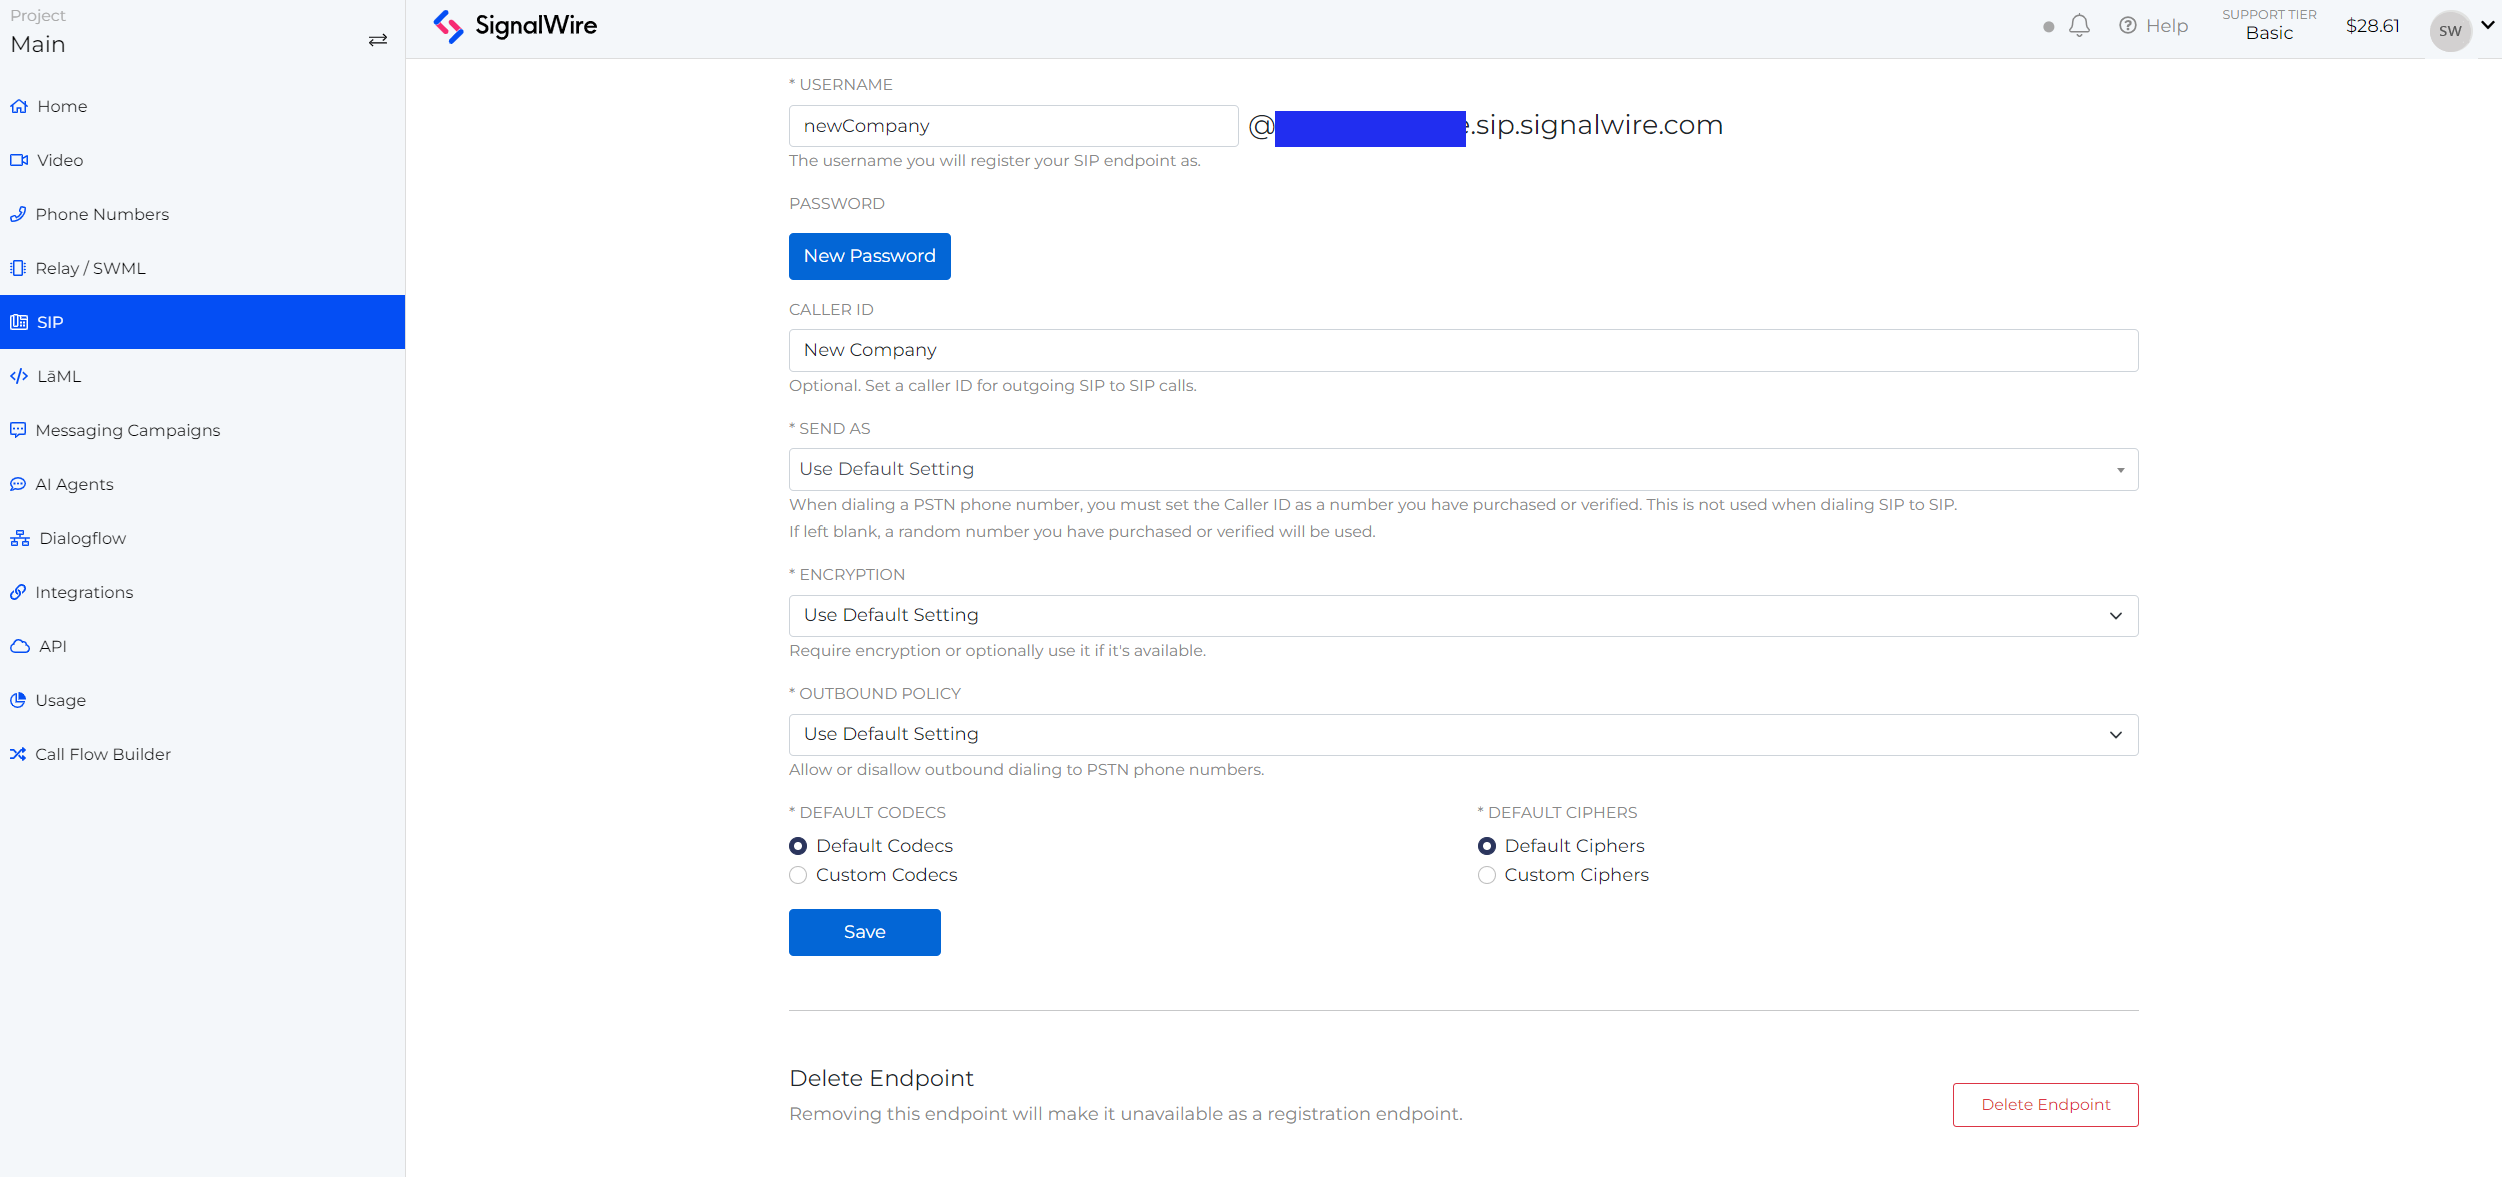 Project
Main
Home
Video
Phone Numbers
Relay / SWML
SIP
LāML
Messaging Campaigns
AI Agents
Dialogflow
Integrations
API
Usage
Call Flow Builder
SignalWire
Help
SUPPORT TIER
Basic
$28.61
SW
* USERNAME
newCompany
@ .sip.signalwire.com
The username you will register your SIP endpoint as.
PASSWORD
New Password
CALLER ID
New Company
Optional. Set a caller ID for outgoing SIP to SIP calls.
* SEND AS
Use Default Setting
When dialing a PSTN phone number, you must set the Caller ID as a number you have purchased or verified. This is not used when dialing SIP to SIP.
If left blank, a random number you have purchased or verified will be used.
* ENCRYPTION
Use Default Setting
Require encryption or optionally use it if it's available.
* OUTBOUND POLICY
Use Default Setting
Allow or disallow outbound dialing to PSTN phone numbers.
* DEFAULT CODECS
Default Codecs
Custom Codecs
* DEFAULT CIPHERS
Default Ciphers
Custom Ciphers
Save
Delete Endpoint
Removing this endpoint will make it unavailable as a registration endpoint.
Delete Endpoint